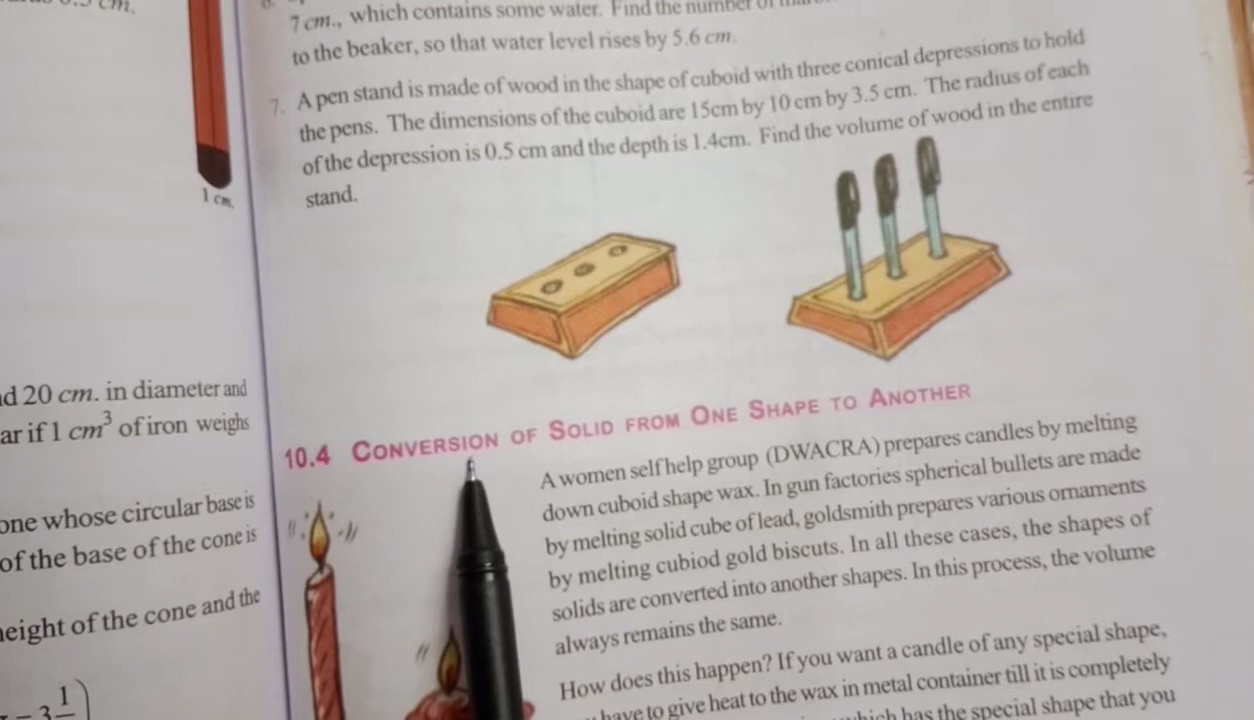 cm.
1 cm.
nd 20 cm. in diameter and
ar if 1 cm³ of iron weighs
one whose circular base is
of the base of the cone is
height of the cone and the
3 1
7 cm., which contains some water. Find the number of
to the beaker, so that water level rises by 5.6 cm.
7. A pen stand is made of wood in the shape of cuboid with three conical depressions to hold
the pens. The dimensions of the cuboid are 15cm by 10 cm by 3.5 cm. The radius of each
of the depression is 0.5 cm and the depth is 1.4cm. Find the volume of wood in the entire
stand.
10.4 CONVERSION OF SOLID FROM ONE SHAPE TO ANOTHER
A women self help group (DWACRA) prepares candles by melting
down cuboid shape wax. In gun factories spherical bullets are made
by melting solid cube of lead, goldsmith prepares various ornaments
by melting cubiod gold biscuits. In all these cases, the shapes of
solids are converted into another shapes. In this process, the volume
always remains the same.
How does this happen? If you want a candle of any special shape,
have to give heat to the wax in metal container till it is completely
which has the special shape that you